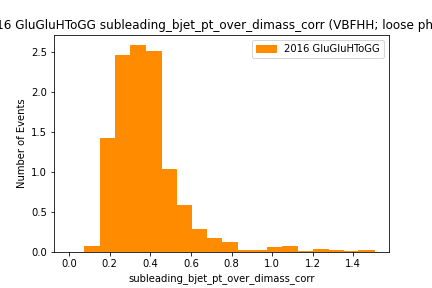 16 GluGluHToGG subleading_bjet_pt_over_dimass_corr (VBFHH; loose ph
2016 GluGluHToGG
Number of Events
2.5
2.0
1.5
1.0
0.5
0.0
0.0 0.2 0.4 0.6 0.8 1.0 1.2 1.4
subleading_bjet_pt_over_dimass_corr